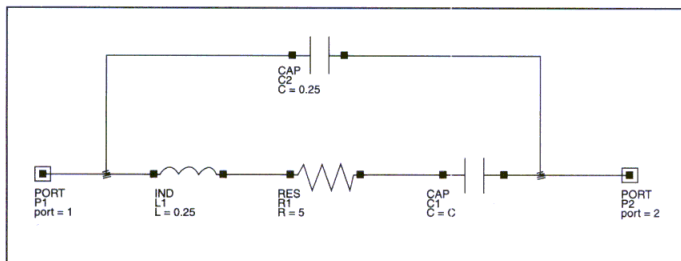 CAP
C2
C = 0.25
PORT
P1
port = 1
IND
L1
L = 0.25
RES
R1
R = 5
CAP
C1
C = C
PORT
P2
port = 2